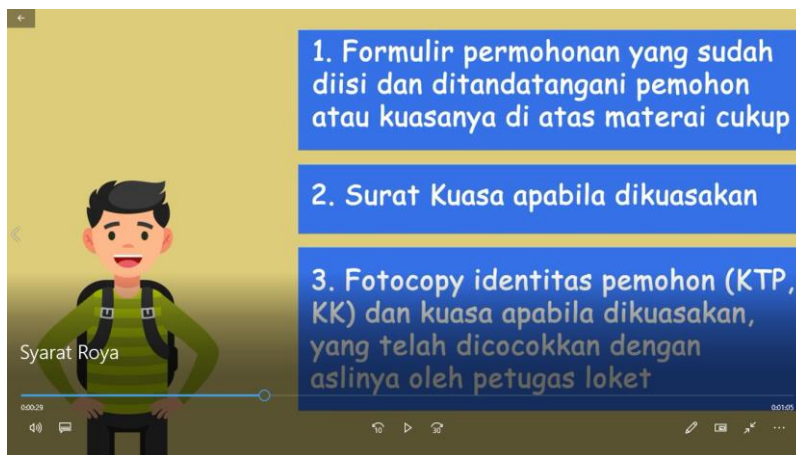 1. Formulir permohonan yang sudah
diisi dan ditandatangani pemohon
atau kuasanya di atas materai cukup
2. Surat Kuasa apabila dikuasakan
3. Fotocopy identitas pemohon (KTP,
KK) dan kuasa apabila dikuasakan,
yang telah dicocokkan dengan
aslinya oleh petugas loket
Syarat Roya
0:00:29
0:01:05
10
30